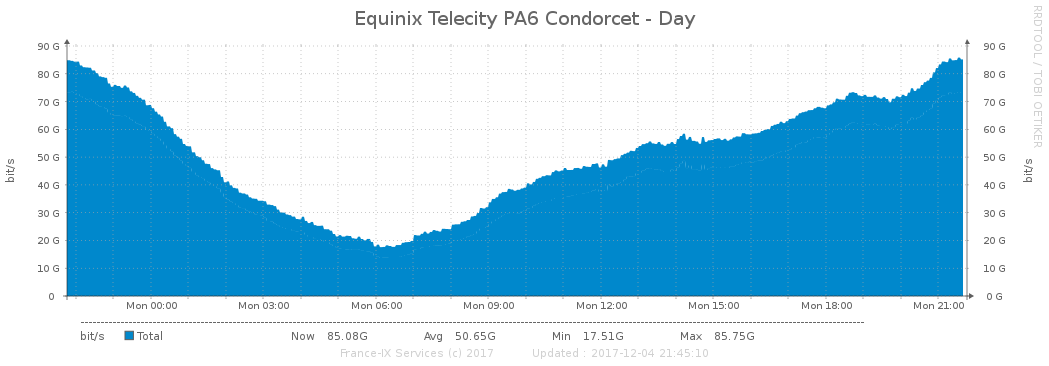 Equinix Telecity PA6 Condorcet - Day
RRDTOOL / TOBI OETIKER
90 G 90 G
80 G 80 G
70 G 70 G
60 G 60 G
50 G 50 G
40 G 40 G
30 G 30 G
20 G 20 G
10 G 10 G
0 0 G
bit/s
bit/s
Mon 00:00 Mon 03:00 Mon 06:00 Mon 09:00 Mon 12:00 Mon 15:00 Mon 18:00 Mon 21:00
bit/s Total Now 85.08G Avg 50.65G Min 17.51G Max 85.75G
France-IX Services (c) 2017 Updated : 2017-12-04 21:45:10